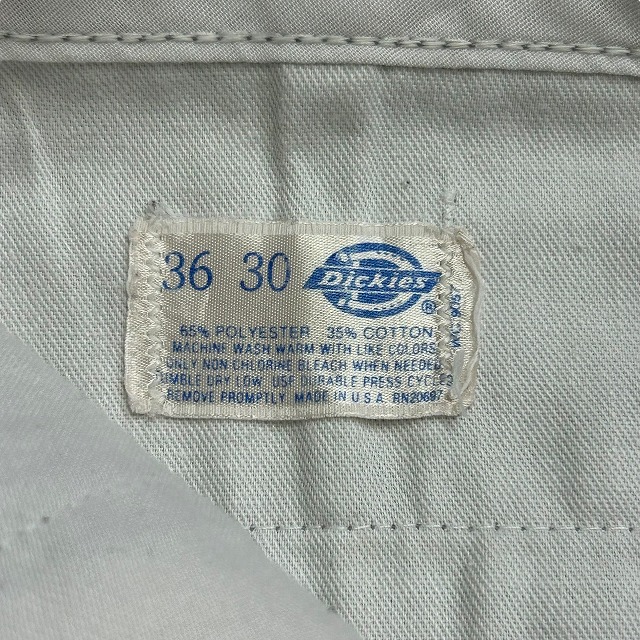 36 30
Dickies
®
65% POLYESTER 35% COTTON
MACHINE WASH WARM WITH LIKE COLORS
ONLY NON CHLORINE BLEACH WHEN NEEDED
TUMBLE DRY LOW. USE DURABLE PRESS CYCLES
REMOVE PROMPTLY. MADE IN U.S.A. RN20697